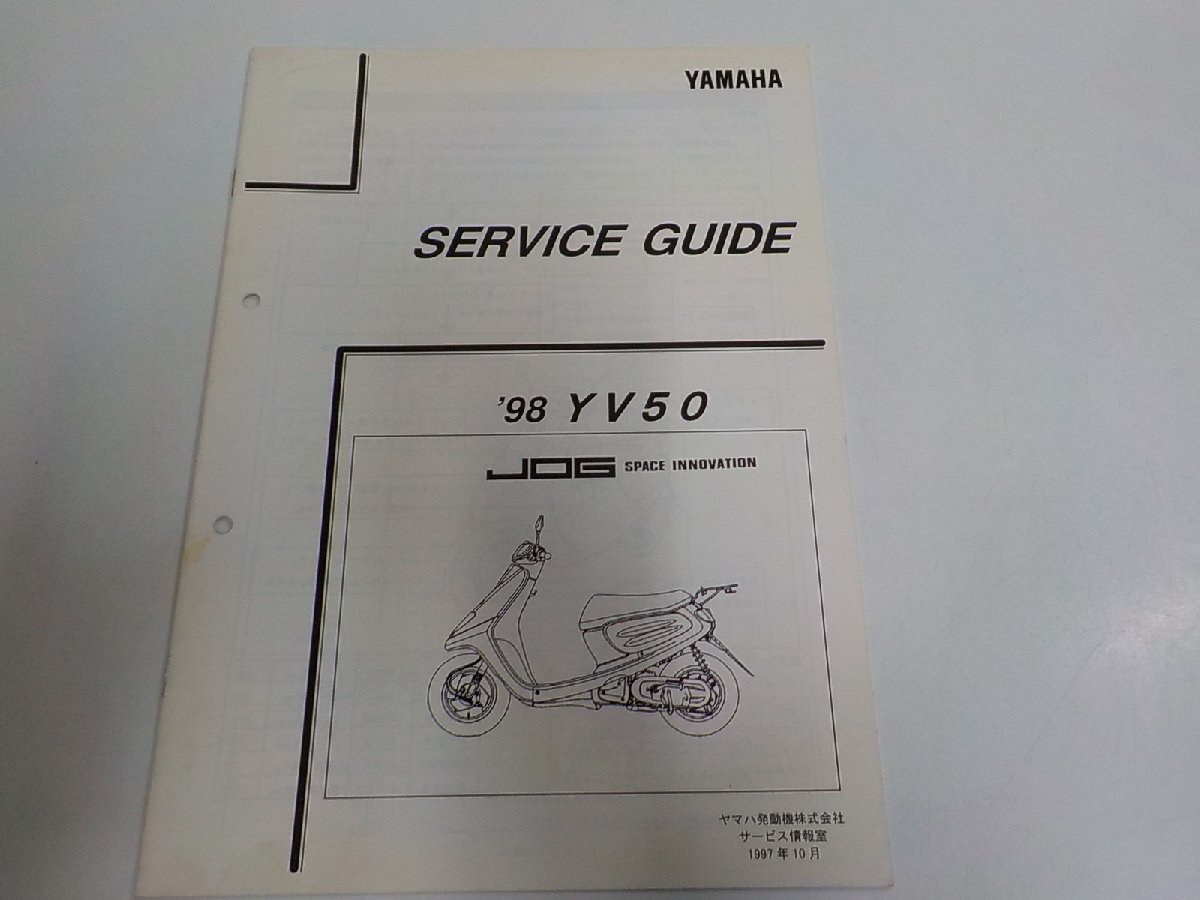 YAMAHA
SERVICE GUIDE
'98 YV50
JOG SPACE INNOVATION
ヤマハ発動機株式会社
サービス情報室
1997年10月